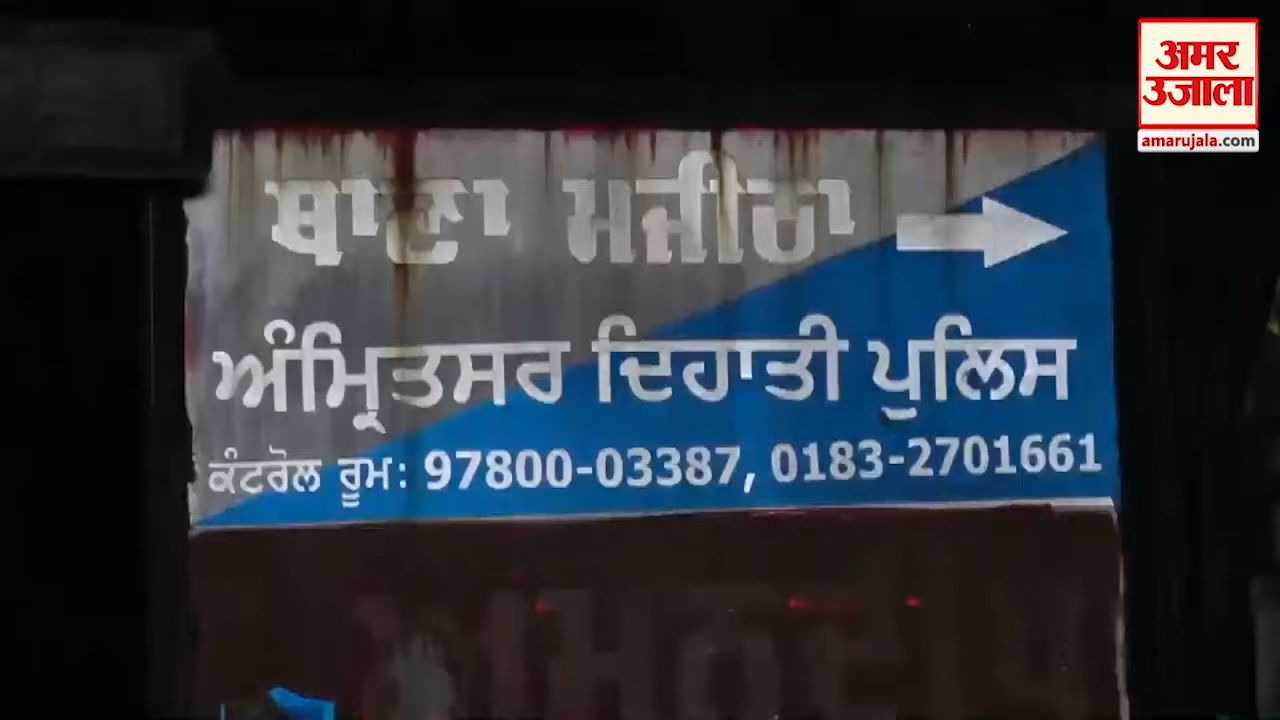 अमर
उजाला
amarujala.com
ਥਾਣਾ ਮਜੀਠਾ
ਅੰਮ੍ਰਿਤਸਰ ਦਿਹਾਤੀ ਪੁਲਿਸ
ਕੰਟਰੋਲ ਰੂਮ: 97800-03387, 0183-2701661